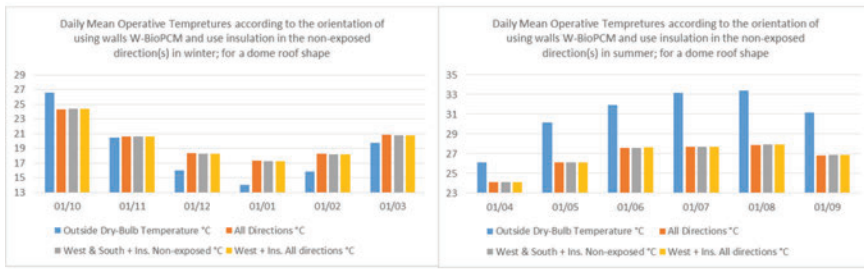 Daily Mean Operative Tempretures according to the orientation of
using walls W-BioPCM and use insulation in the non-exposed
direction(s) in winter; for a dome roof shape
29
27
25
23
21
19
17
15
13
01/10 01/11 01/12 01/01 01/02 01/03
Outside Dry-Bulb Temperature °C All Directions °C
West & South + Ins. Non-exposed °C West + Ins. All directions °C
Daily Mean Operative Tempretures according to the orientation of
using walls W-BioPCM and use insulation in the non-exposed
direction(s) in summer; for a dome roof shape
35
33
31
29
27
25
23
01/04 01/05 01/06 01/07 01/08 01/09
Outside Dry-Bulb Temperature °C All Directions °C
West & South + Ins. Non-exposed °C West + Ins. All directions °C